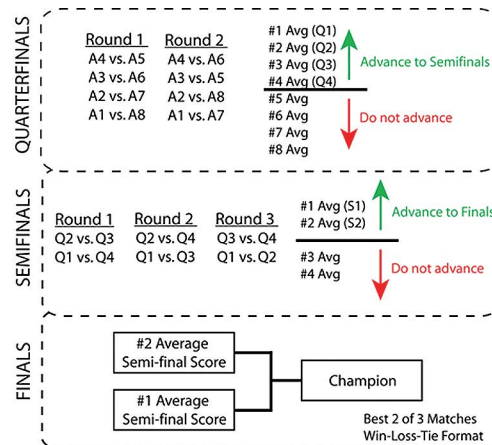 QUARTERFINALS
Round 1
A4 vs. A5
A3 vs. A6
A2 vs. A7
A1 vs. A8
Round 2
A4 vs. A6
A3 vs. A5
A2 vs. A8
A1 vs. A7
#1 Avg (Q1)
#2 Avg (Q2)
#3 Avg (Q3)
#4 Avg (Q4)
#5 Avg
#6 Avg
#7 Avg
#8 Avg
Advance to Semifinals
Do not advance
SEMIFINALS
Round 1
Q2 vs. Q3
Q1 vs. Q4
Round 2
Q2 vs. Q4
Q1 vs. Q3
Round 3
Q3 vs. Q4
Q1 vs. Q2
#1 Avg (S1)
#2 Avg (S2)
#3 Avg
#4 Avg
Advance to Finals
Do not advance
FINALS
#2 Average
Semi-final Score
#1 Average
Semi-final Score
Champion
Best 2 of 3 Matches
Win-Loss-Tie Format